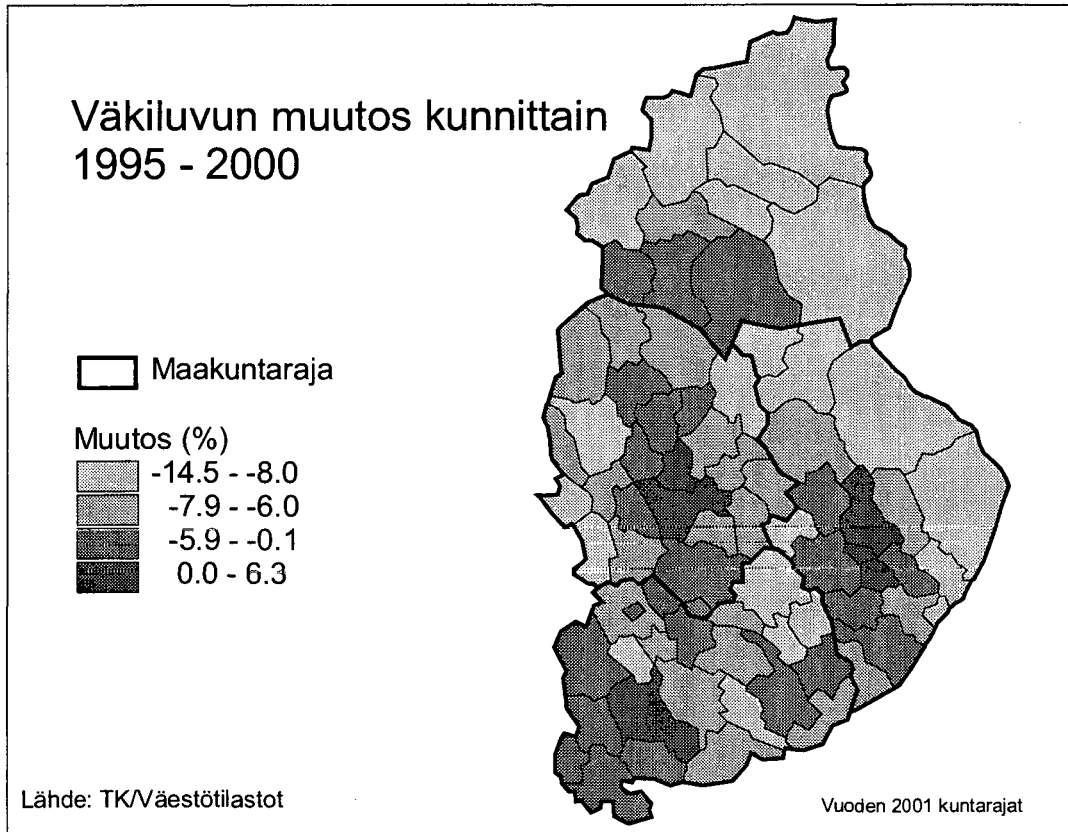 Väkiluvun muutos kunnittain
1995 - 2000
Maakuntaraja
Muutos (%)
-14.5 - -8.0
-7.9 - -6.0
-5.9 - -0.1
0.0 - 6.3
Lähde: TK/Väestötilastot
Vuoden 2001 kuntarajat